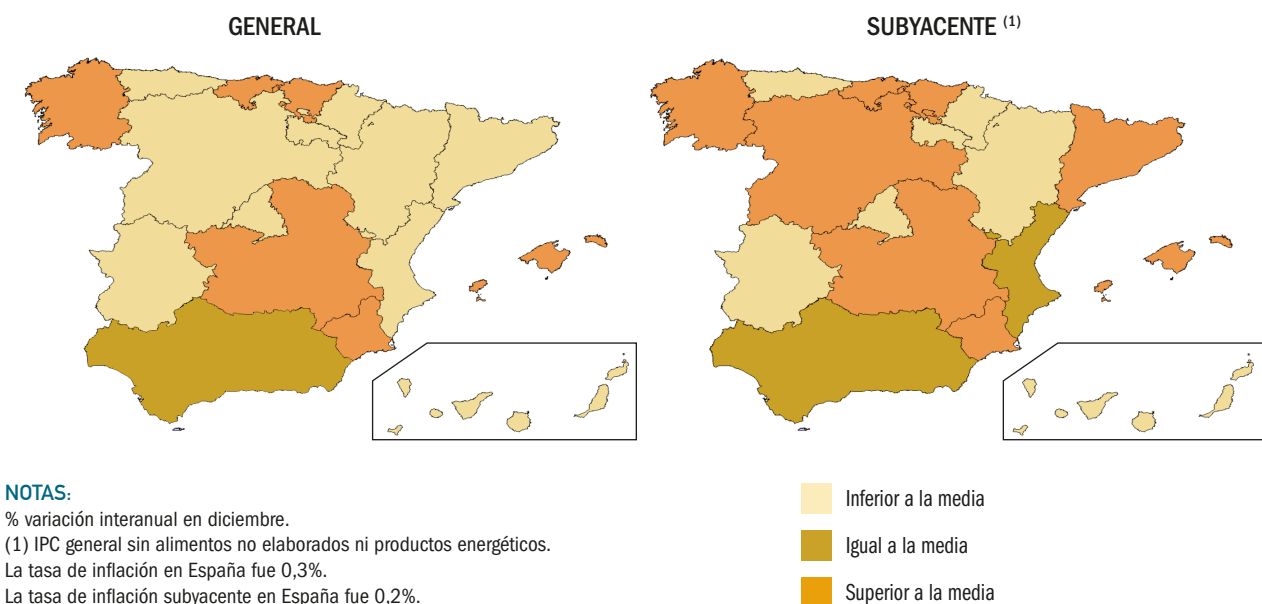 GENERAL
SUBYACENTE (1)
NOTAS:
% variación interanual en diciembre.
(1) IPC general sin alimentos no elaborados ni productos energéticos.
La tasa de inflación en España fue 0,3%.
La tasa de inflación subyacente en España fue 0,2%.
Inferior a la media
Igual a la media
Superior a la media